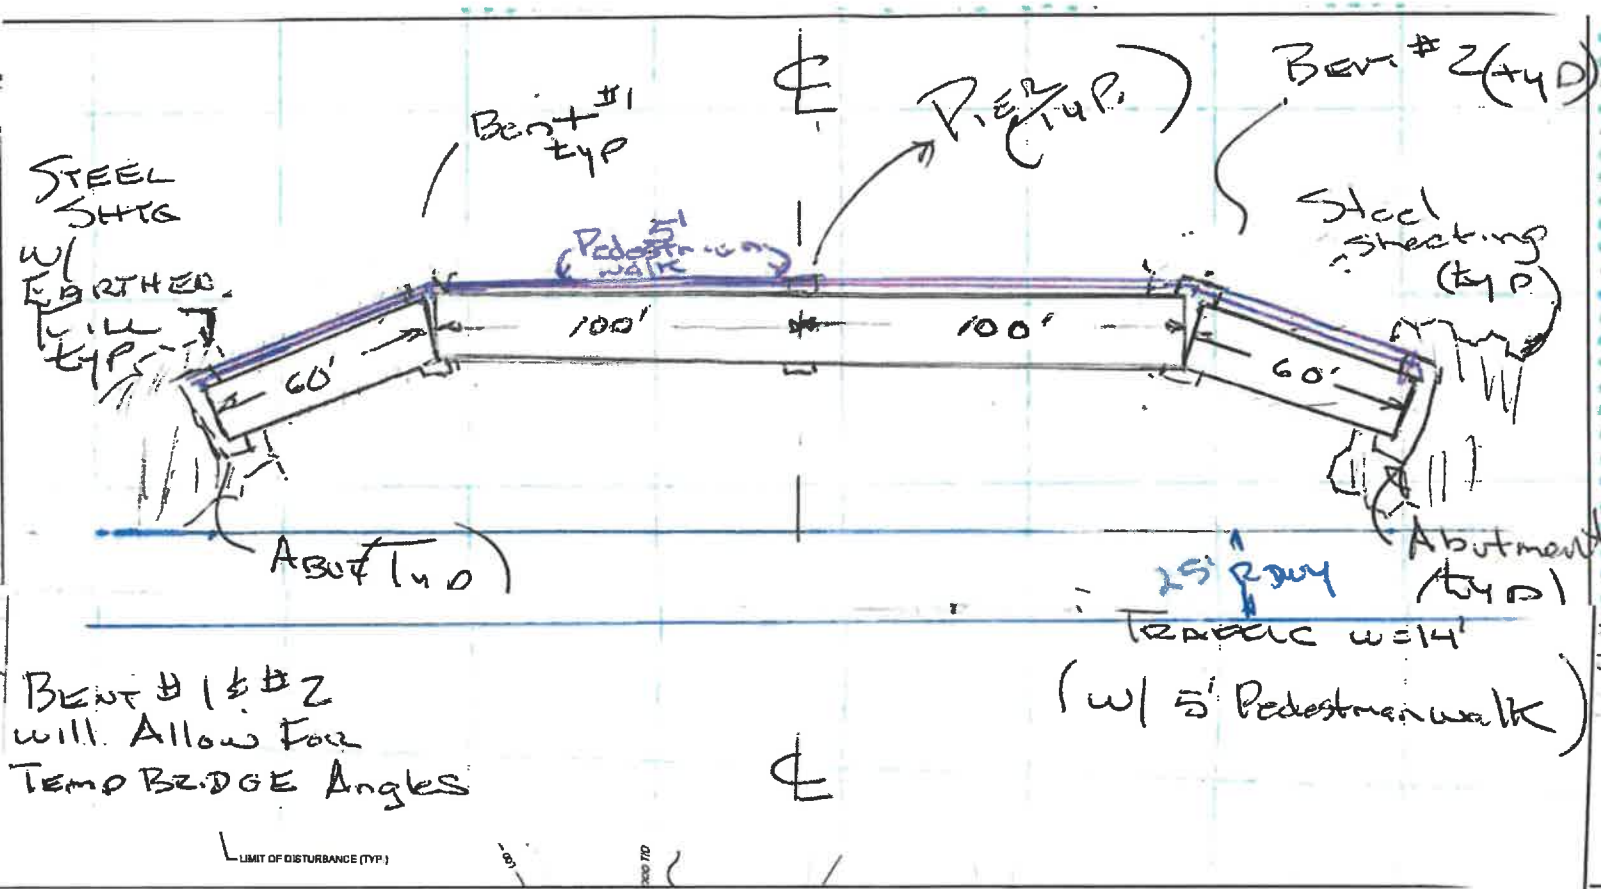 ℄
Bent #1
typ
PIER/TYP.
BENT #2 (typ)
STEEL
SHTG
W/
EARTHEN
FILL
typ
5'
Pedestrian
walk
Steel
sheeting
(typ)
100'
100'
60'
60'
ABUT Typ
Abutment
(typ)
25' RDWY
TRAFFIC W=14'
(w/ 5' Pedestrian walk)
BENT #1 & #2
will Allow For
TEMP BRIDGE Angles
℄
LIMIT OF DISTURBANCE (TYP.)